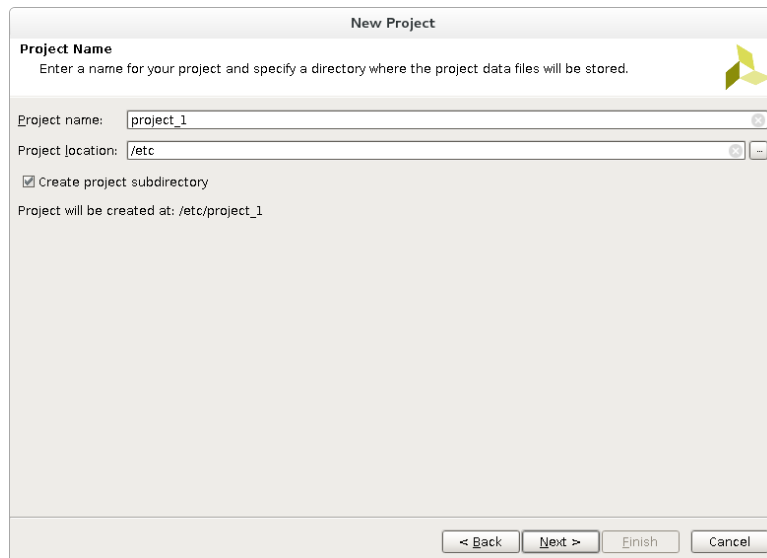 New Project
Project Name
Enter a name for your project and specify a directory where the project data files will be stored.
Project name: project_1
Project location: /etc ...
Create project subdirectory
Project will be created at: /etc/project_1
< Back Next > Finish Cancel